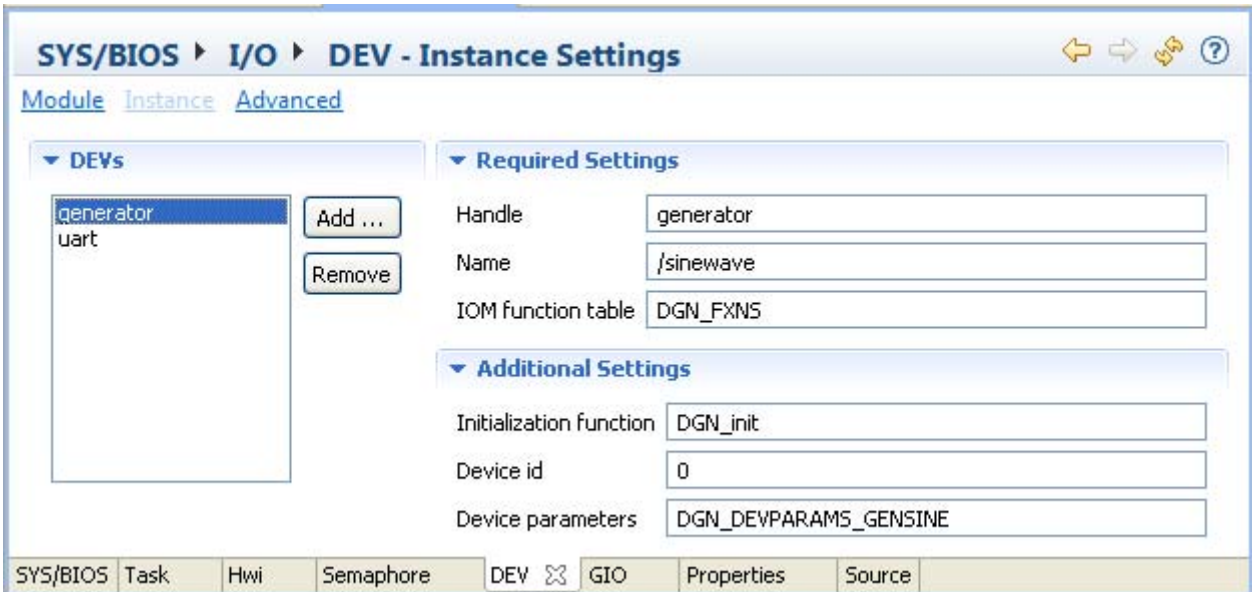 SYS/BIOS I/O DEV - Instance Settings
Module Instance Advanced
DEVs
generator
uart
Add ...
Remove
Required Settings
Handle generator
Name /sinewave
IOM function table DGN_FXNS
Additional Settings
Initialization function DGN_init
Device id 0
Device parameters DGN_DEVPARAMS_GENSINE
SYS/BIOS Task Hwi Semaphore DEV GIO Properties Source